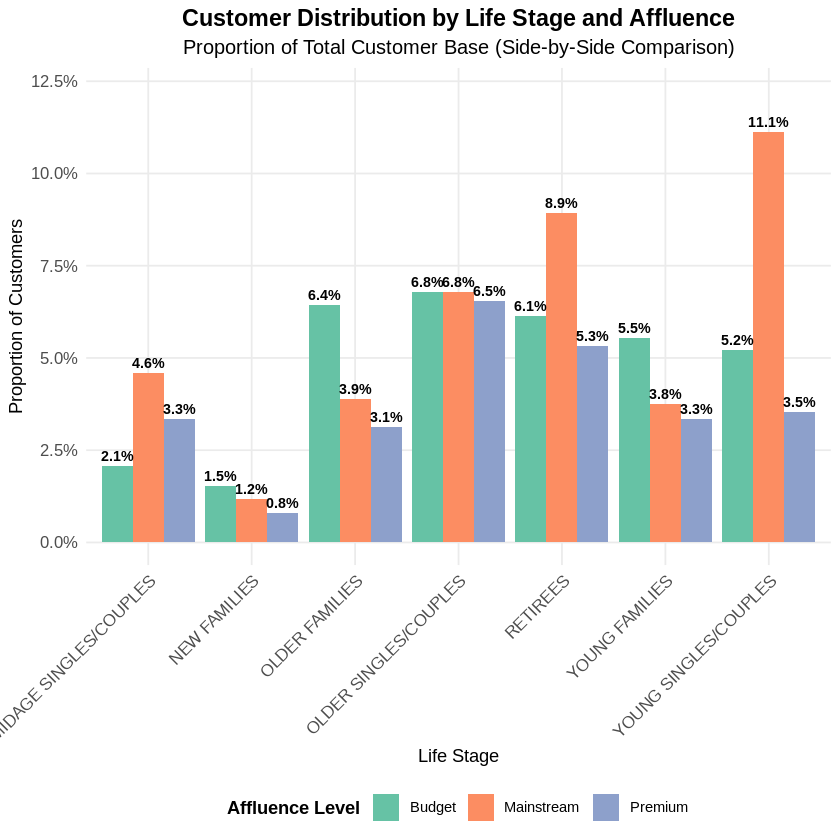 Customer Distribution by Life Stage and Affluence
Proportion of Total Customer Base (Side-by-Side Comparison)
Proportion of Customers
12.5%
10.0%
7.5%
5.0%
2.5%
0.0%
2.1% 4.6% 3.3%
1.5% 1.2% 0.8%
6.4% 3.9% 3.1%
6.8% 6.8% 6.5%
6.1% 8.9% 5.3%
5.5% 3.8% 3.3%
5.2% 11.1% 3.5%
MIDAGE SINGLES/COUPLES
NEW FAMILIES
OLDER FAMILIES
OLDER SINGLES/COUPLES
RETIREES
YOUNG FAMILIES
YOUNG SINGLES/COUPLES
Life Stage
Affluence Level Budget Mainstream Premium